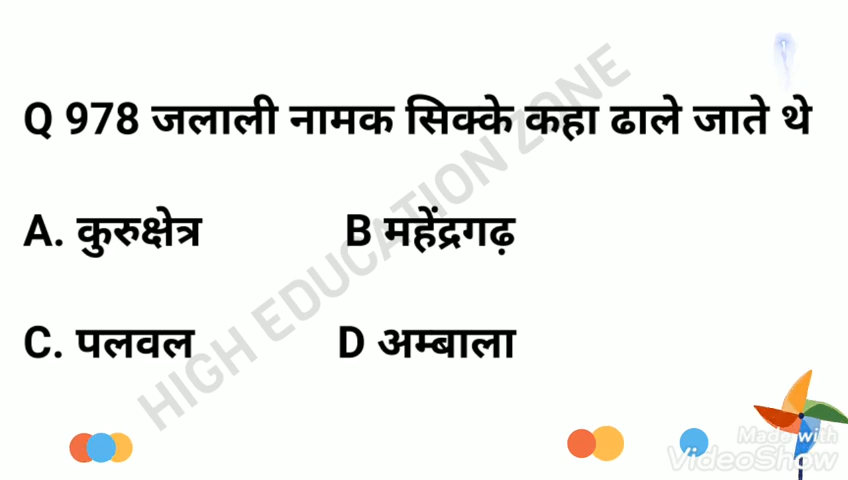 Q 978 जलाली नामक सिक्के कहा ढाले जाते थे
A. कुरुक्षेत्र B महेंद्रगढ़
C. पलवल D अम्बाला
HIGH EDUCATION ZONE
Made with
VideoShow